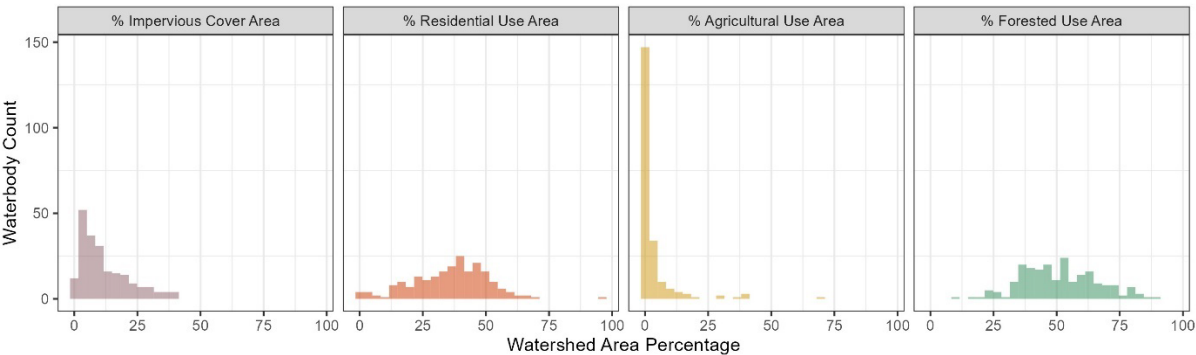 % Impervious Cover Area
% Residential Use Area
% Agricultural Use Area
% Forested Use Area
Waterbody Count
150
100
50
0
0 25 50 75 100
0 25 50 75 100
0 25 50 75 100
0 25 50 75 100
Watershed Area Percentage